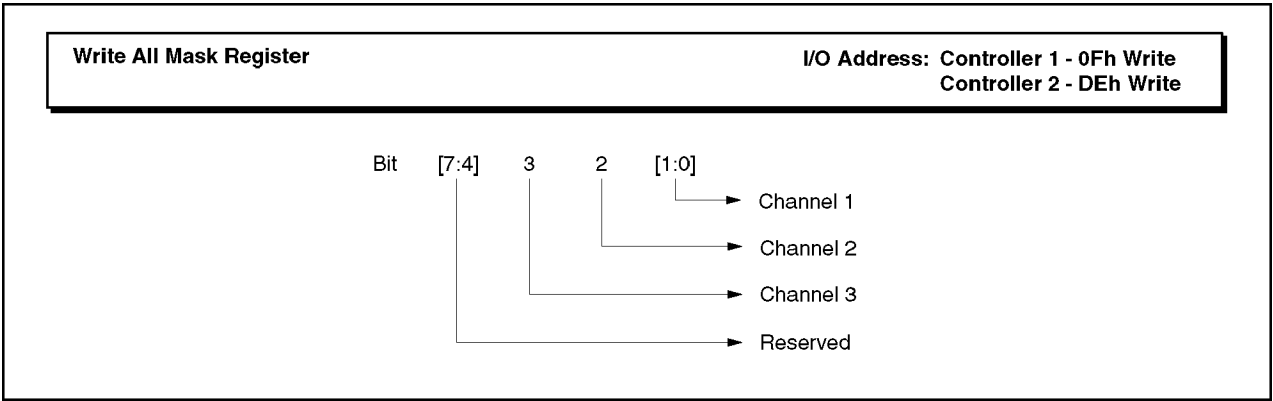 Write All Mask Register
I/O Address: Controller 1 - 0Fh Write
Controller 2 - DEh Write
Bit [7:4] 3 2 [1:0]
Channel 1
Channel 2
Channel 3
Reserved